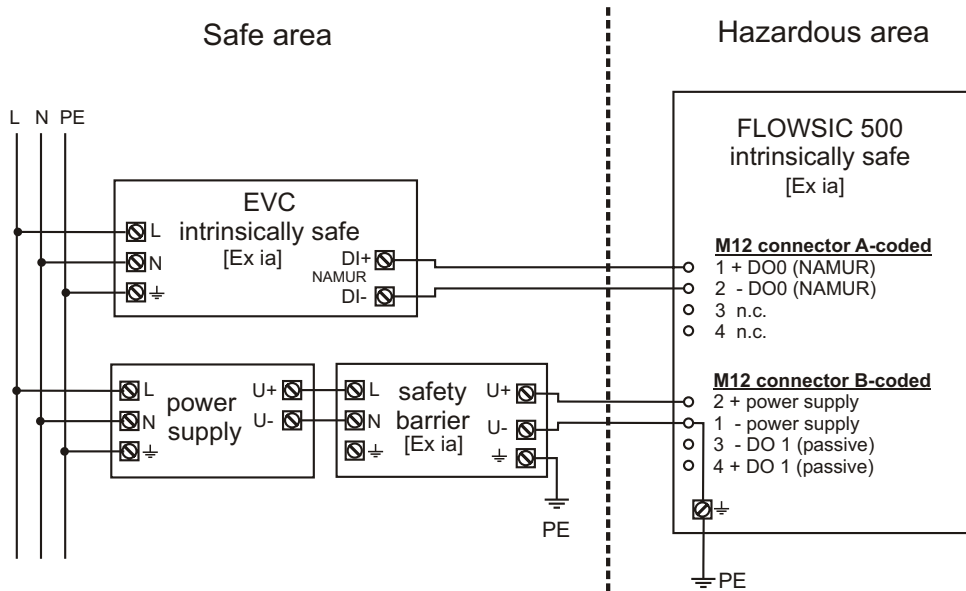 Safe area
Hazardous area
L N PE
FLOWSIC 500
intrinsically safe
[Ex ia]
EVC
intrinsically safe
[Ex ia]
L
N
DI+
NAMUR
DI-
M12 connector A-coded
1 + DO0 (NAMUR)
2 - DO0 (NAMUR)
3 n.c.
4 n.c.
power
supply
L
N
U+
U-
safety
barrier
[Ex ia]
L
N
U+
U-
PE
M12 connector B-coded
2 + power supply
1 - power supply
3 - DO 1 (passive)
4 + DO 1 (passive)
PE